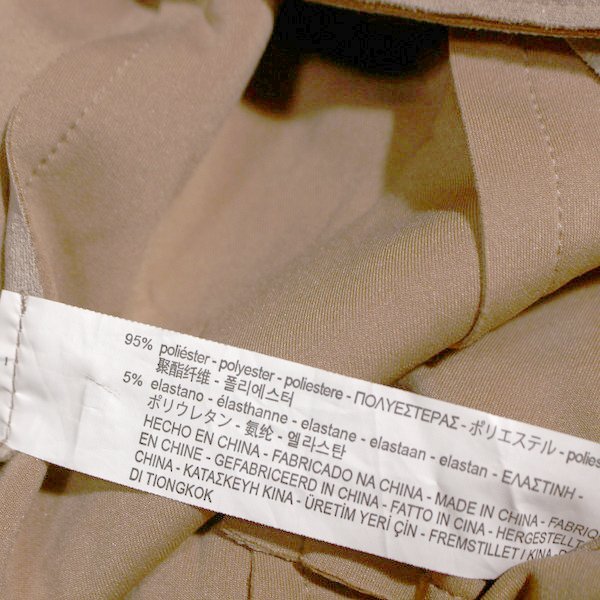 95% poliéster - polyester - poliestere - ΠΟΛΥΕΣΤΕΡΑΣ - ポリエステル - polies
聚酯纤维 - 폴리에스터
5% elastano - élasthanne - elastane - elastaan - elastan - ΕΛΑΣΤΙΝΗ -
ポリウレタン - 氨纶 - 엘라스탄
HECHO EN CHINA - FABRICADO NA CHINA - MADE IN CHINA - FABRIQ
EN CHINE - GEFABRICEERD IN CHINA - FATTO IN CINA - HERGESTELLT
CHINA - ΚΑΤΑΣΚΕΥΗ ΚΙΝΑ - ÜRETİM YERİ ÇİN - FREMSTILLET I KINA -
DI TIONGKOK